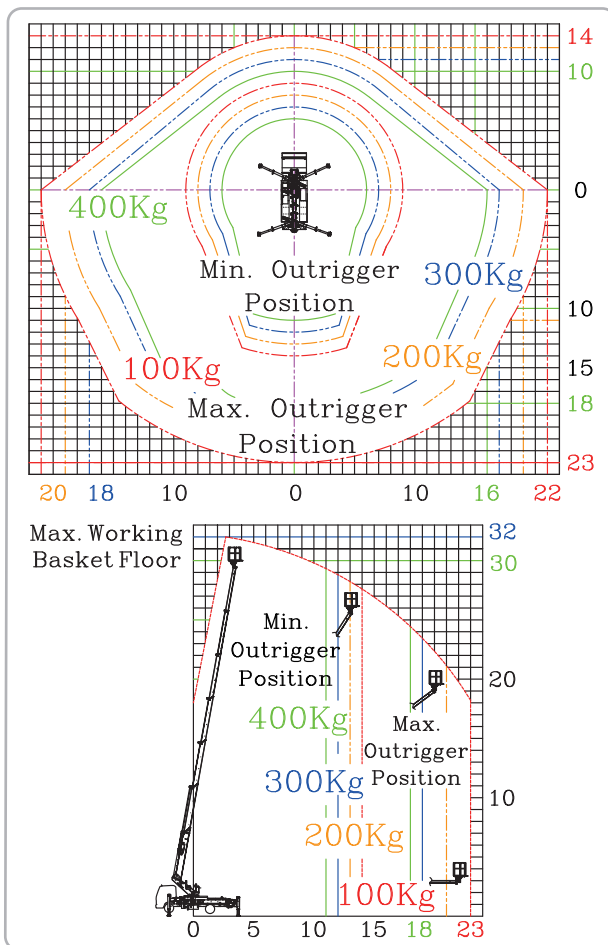 14
10
0
400Kg
Min. Outrigger
Position
300Kg
10
100Kg
200Kg
15
Max. Outrigger
Position
18
23
20 18 10 0 10 16 22
Max. Working
Basket Floor
32
30
Min.
Outrigger
Position
20
400Kg
Max.
Outrigger
Position
300Kg
10
200Kg
100Kg
0 5 10 15 18 23